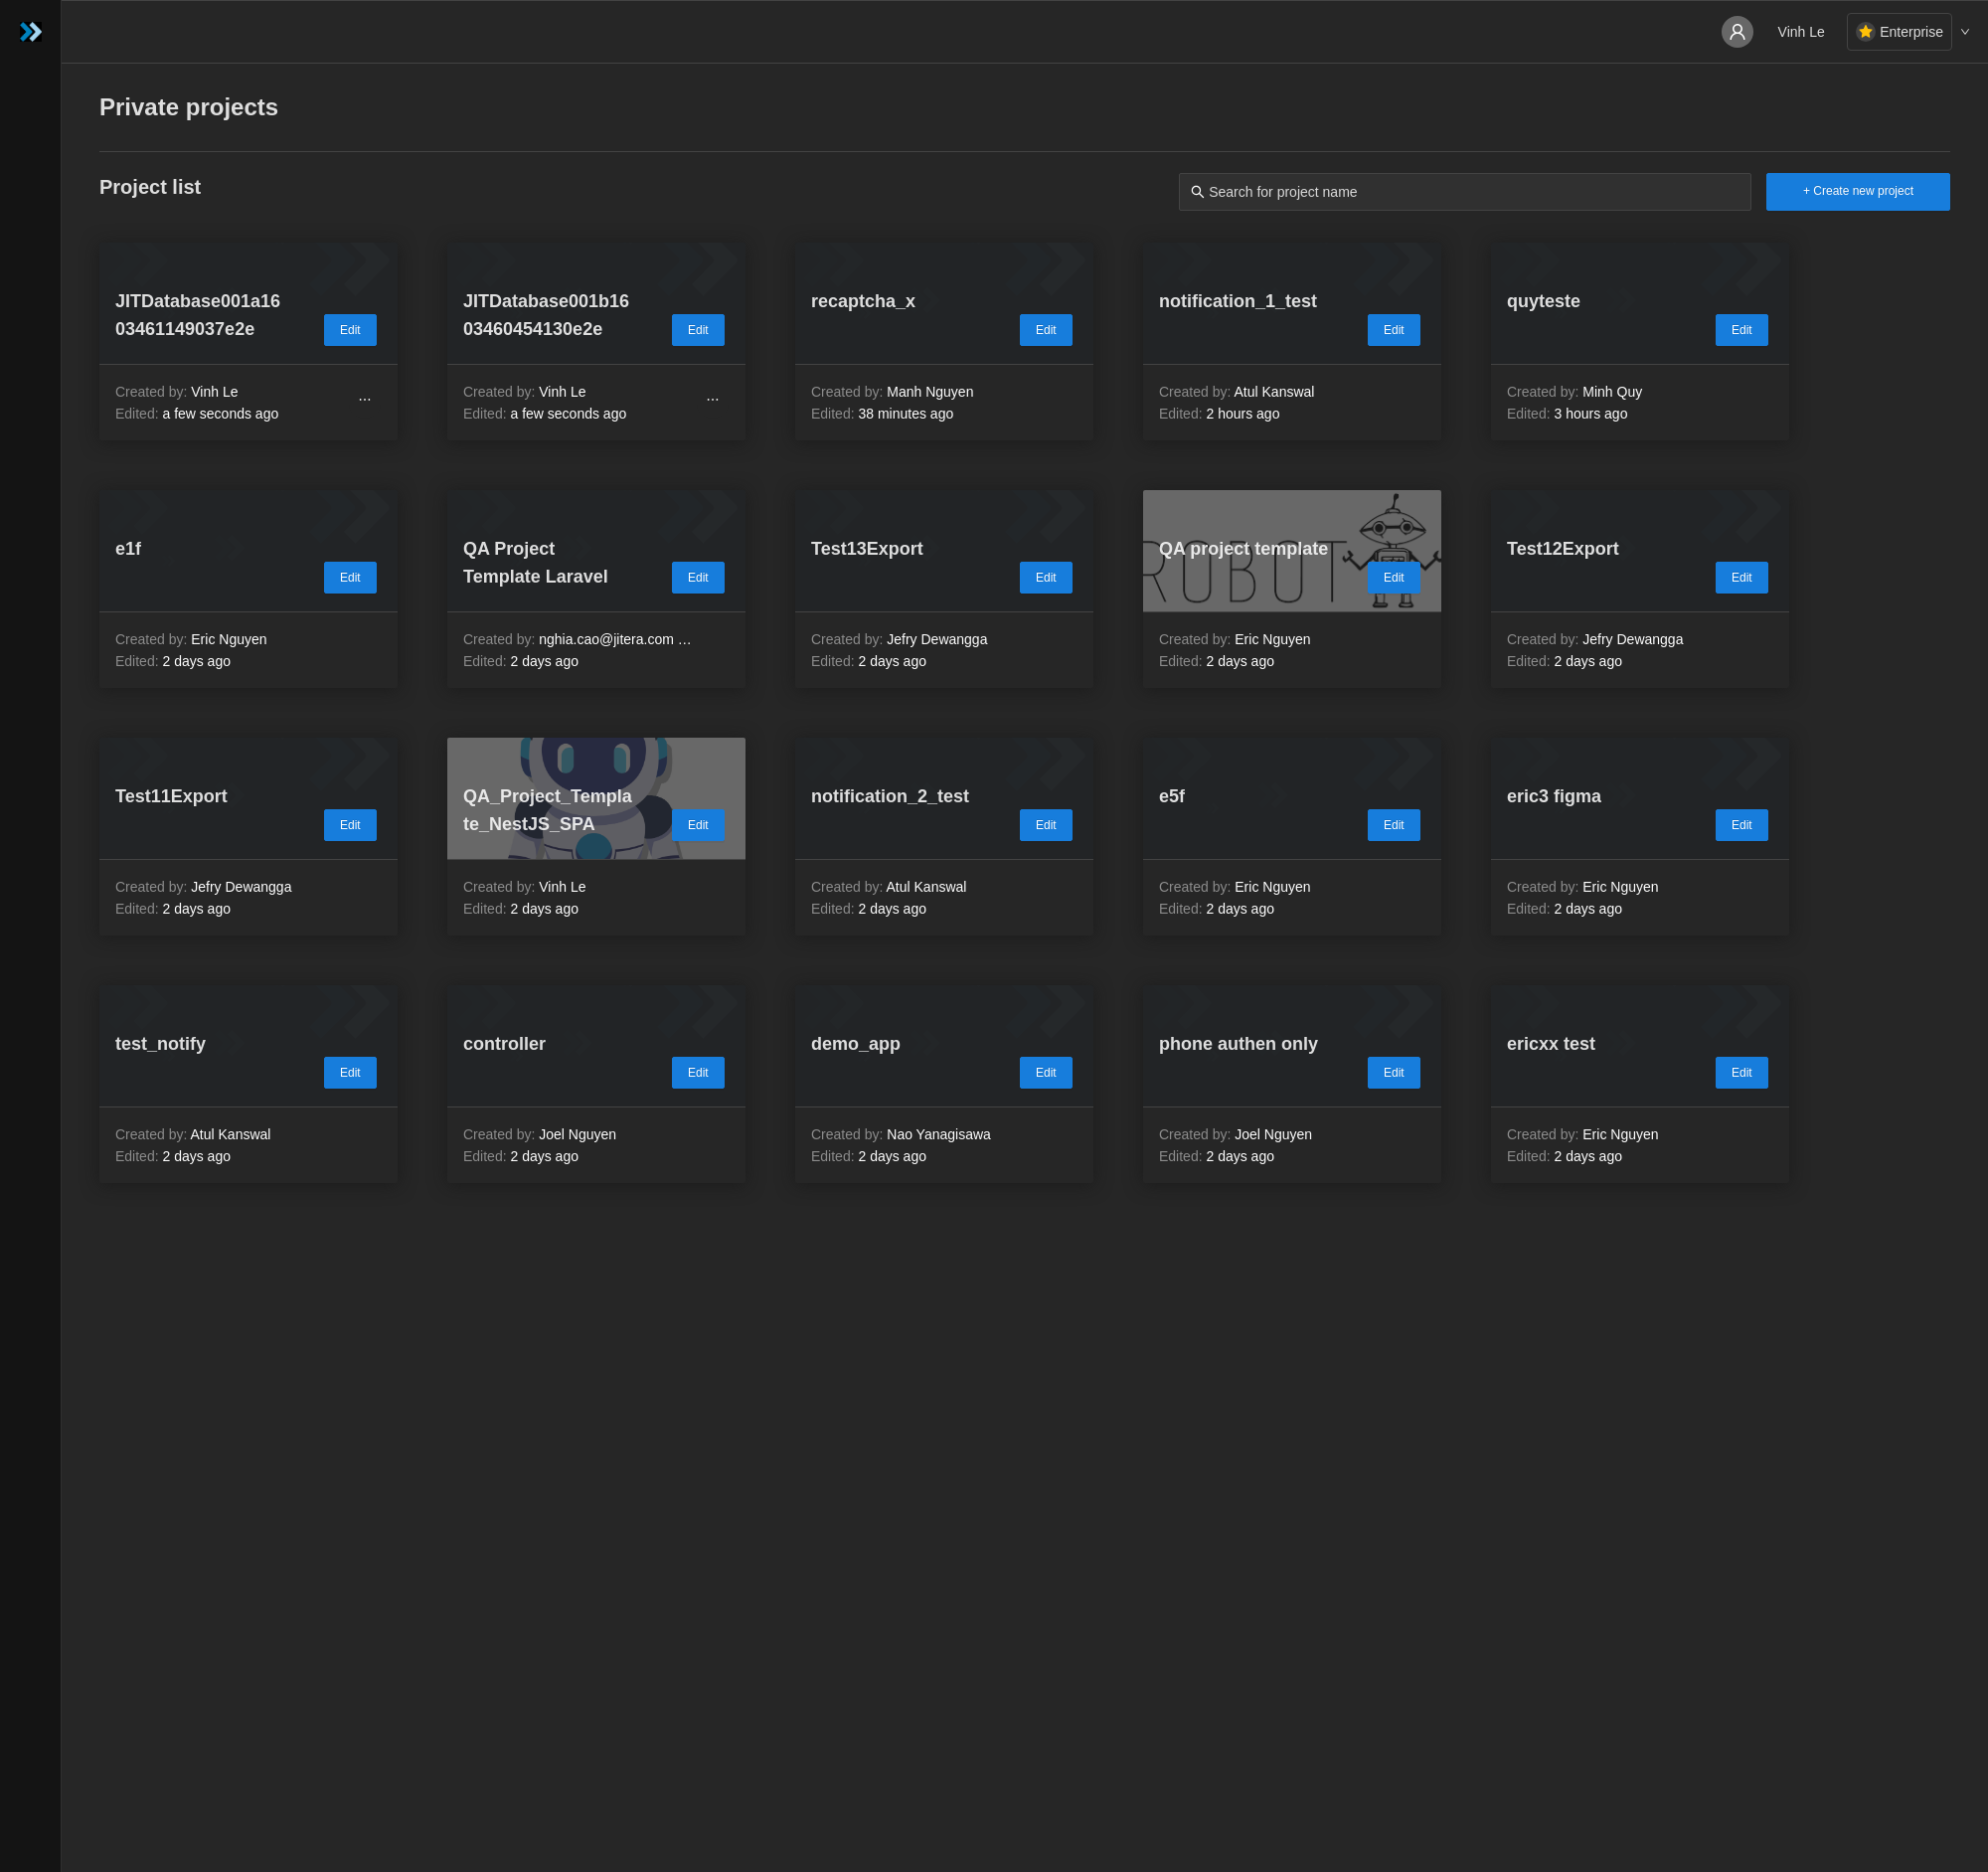 Vinh Le
Enterprise
Private projects
Project list
Search for project name
+ Create new project
JITDatabase001a16
03461149037e2e
Edit
Created by: Vinh Le
...
Edited: a few seconds ago
JITDatabase001b16
03460454130e2e
Edit
Created by: Vinh Le
...
Edited: a few seconds ago
recaptcha_x
Edit
Created by: Manh Nguyen
Edited: 38 minutes ago
notification_1_test
Edit
Created by: Atul Kanswal
Edited: 2 hours ago
quyteste
Edit
Created by: Minh Quy
Edited: 3 hours ago
e1f
Edit
Created by: Eric Nguyen
Edited: 2 days ago
QA Project
Template Laravel
Edit
Created by: nghia.cao@jitera.com …
Edited: 2 days ago
Test13Export
Edit
Created by: Jefry Dewangga
Edited: 2 days ago
QA project template
ROBOT
Edit
Created by: Eric Nguyen
Edited: 2 days ago
Test12Export
Edit
Created by: Jefry Dewangga
Edited: 2 days ago
Test11Export
Edit
Created by: Jefry Dewangga
Edited: 2 days ago
QA_Project_Templa
te_NestJS_SPA
Edit
Created by: Vinh Le
Edited: 2 days ago
notification_2_test
Edit
Created by: Atul Kanswal
Edited: 2 days ago
e5f
Edit
Created by: Eric Nguyen
Edited: 2 days ago
eric3 figma
Edit
Created by: Eric Nguyen
Edited: 2 days ago
test_notify
Edit
Created by: Atul Kanswal
Edited: 2 days ago
controller
Edit
Created by: Joel Nguyen
Edited: 2 days ago
demo_app
Edit
Created by: Nao Yanagisawa
Edited: 2 days ago
phone authen only
Edit
Created by: Joel Nguyen
Edited: 2 days ago
ericxx test
Edit
Created by: Eric Nguyen
Edited: 2 days ago